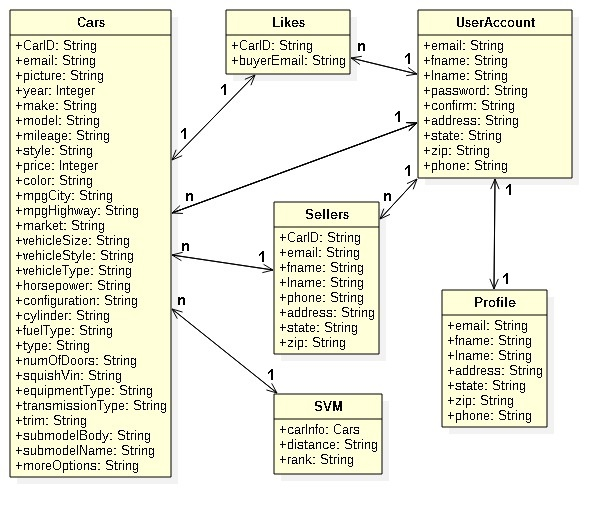 Cars
+CarID: String
+email: String
+picture: String
+year: Integer
+make: String
+model: String
+mileage: String
+style: String
+price: Integer
+color: String
+mpgCity: String
+mpgHighway: String
+market: String
+vehicleSize: String
+vehicleStyle: String
+vehicleType: String
+horsepower: String
+configuration: String
+cylinder: String
+fuelType: String
+type: String
+numOfDoors: String
+squishVin: String
+equipmentType: String
+transmissionType: String
+trim: String
+submodelBody: String
+submodelName: String
+moreOptions: String
Likes
+CarID: String
+buyerEmail: String
UserAccount
+email: String
+fname: String
+lname: String
+password: String
+confirm: String
+address: String
+state: String
+zip: String
+phone: String
Sellers
+CarID: String
+email: String
+fname: String
+lname: String
+phone: String
+address: String
+state: String
+zip: String
Profile
+email: String
+fname: String
+lname: String
+address: String
+state: String
+zip: String
+phone: String
SVM
+carInfo: Cars
+distance: String
+rank: String
n
1
1
1
1
n
1
n
n
1
1
1
n
1